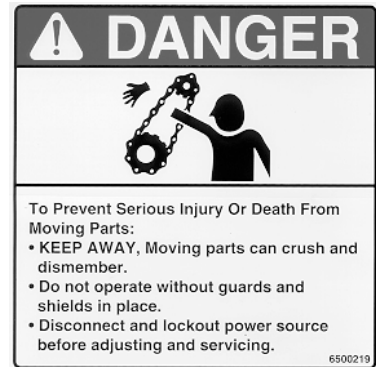 DANGER
To Prevent Serious Injury Or Death From
Moving Parts:
• KEEP AWAY, Moving parts can crush and
dismember.
• Do not operate without guards and
shields in place.
• Disconnect and lockout power source
before adjusting and servicing.
6500219